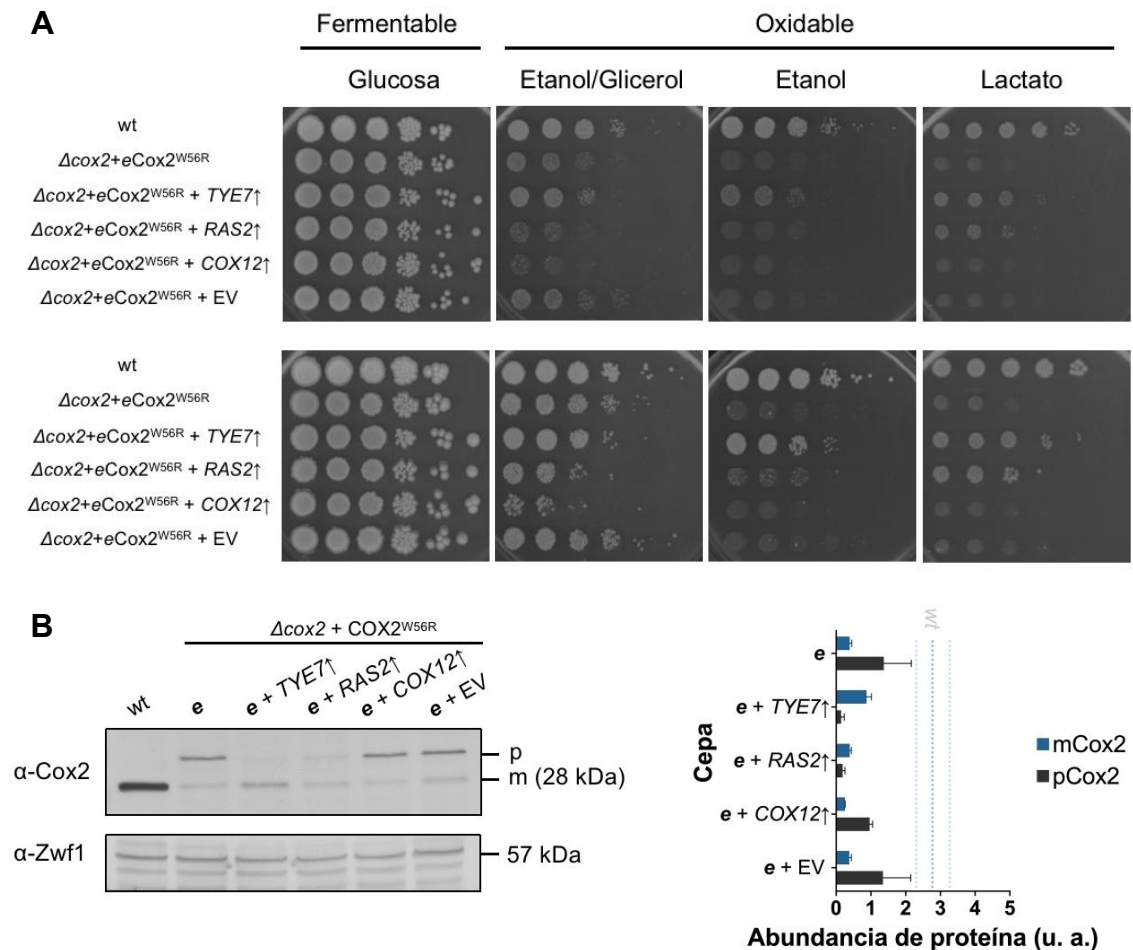 A
Fermentable
Oxidable
Glucosa
Etanol/Glicerol
Etanol
Lactato
wt
Δcox2+eCox2W56R
Δcox2+eCox2W56R + TYE7↑
Δcox2+eCox2W56R + RAS2↑
Δcox2+eCox2W56R + COX12↑
Δcox2+eCox2W56R + EV
wt
Δcox2+eCox2W56R
Δcox2+eCox2W56R + TYE7↑
Δcox2+eCox2W56R + RAS2↑
Δcox2+eCox2W56R + COX12↑
Δcox2+eCox2W56R + EV
B
Δcox2 + COX2W56R
wt
e
e + TYE7↑
e + RAS2↑
e + COX12↑
e + EV
α-Cox2
p
m (28 kDa)
α-Zwf1
57 kDa
wt
Cepa
e
e + TYE7↑
e + RAS2↑
e + COX12↑
e + EV
mCox2
pCox2
0 1 2 3 4 5
Abundancia de proteína (u. a.)